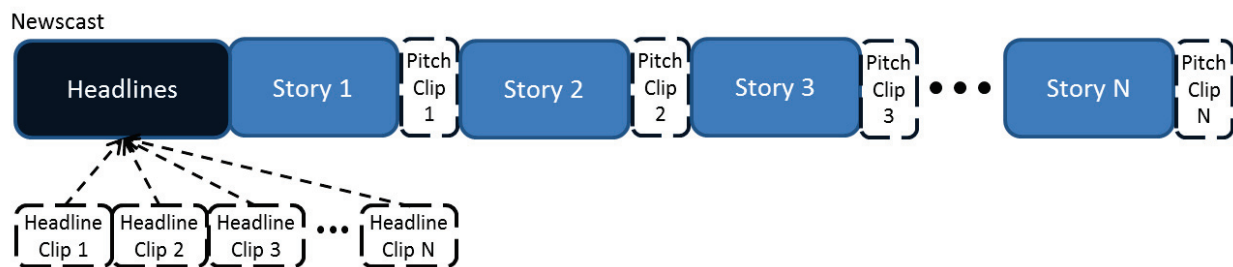 Newscast
Headlines
Story 1
Pitch
Clip
1
Story 2
Pitch
Clip
2
Story 3
Pitch
Clip
3
Story N
Pitch
Clip
N
Headline
Clip 1
Headline
Clip 2
Headline
Clip 3
Headline
Clip N